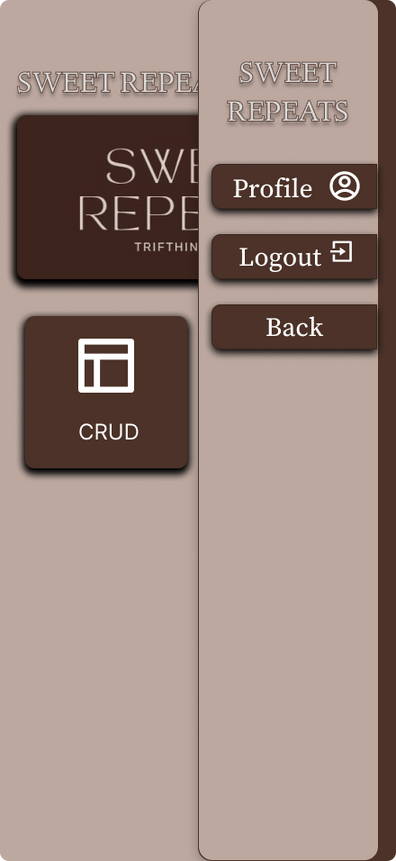 SWEET REPEA
SWE
REPE
TRIFTHIN
CRUD
SWEET
REPEATS
Profile
Logout
Back